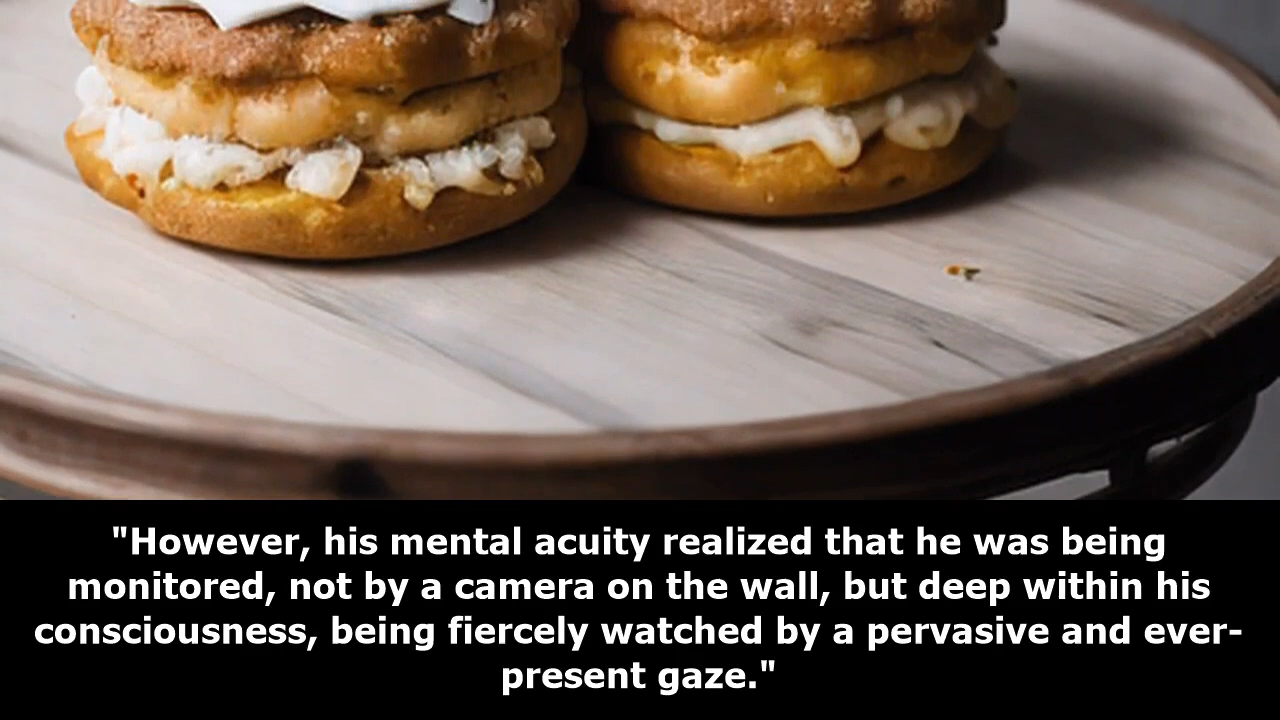 "However, his mental acuity realized that he was being
monitored, not by a camera on the wall, but deep within his
consciousness, being fiercely watched by a pervasive and ever-
present gaze."